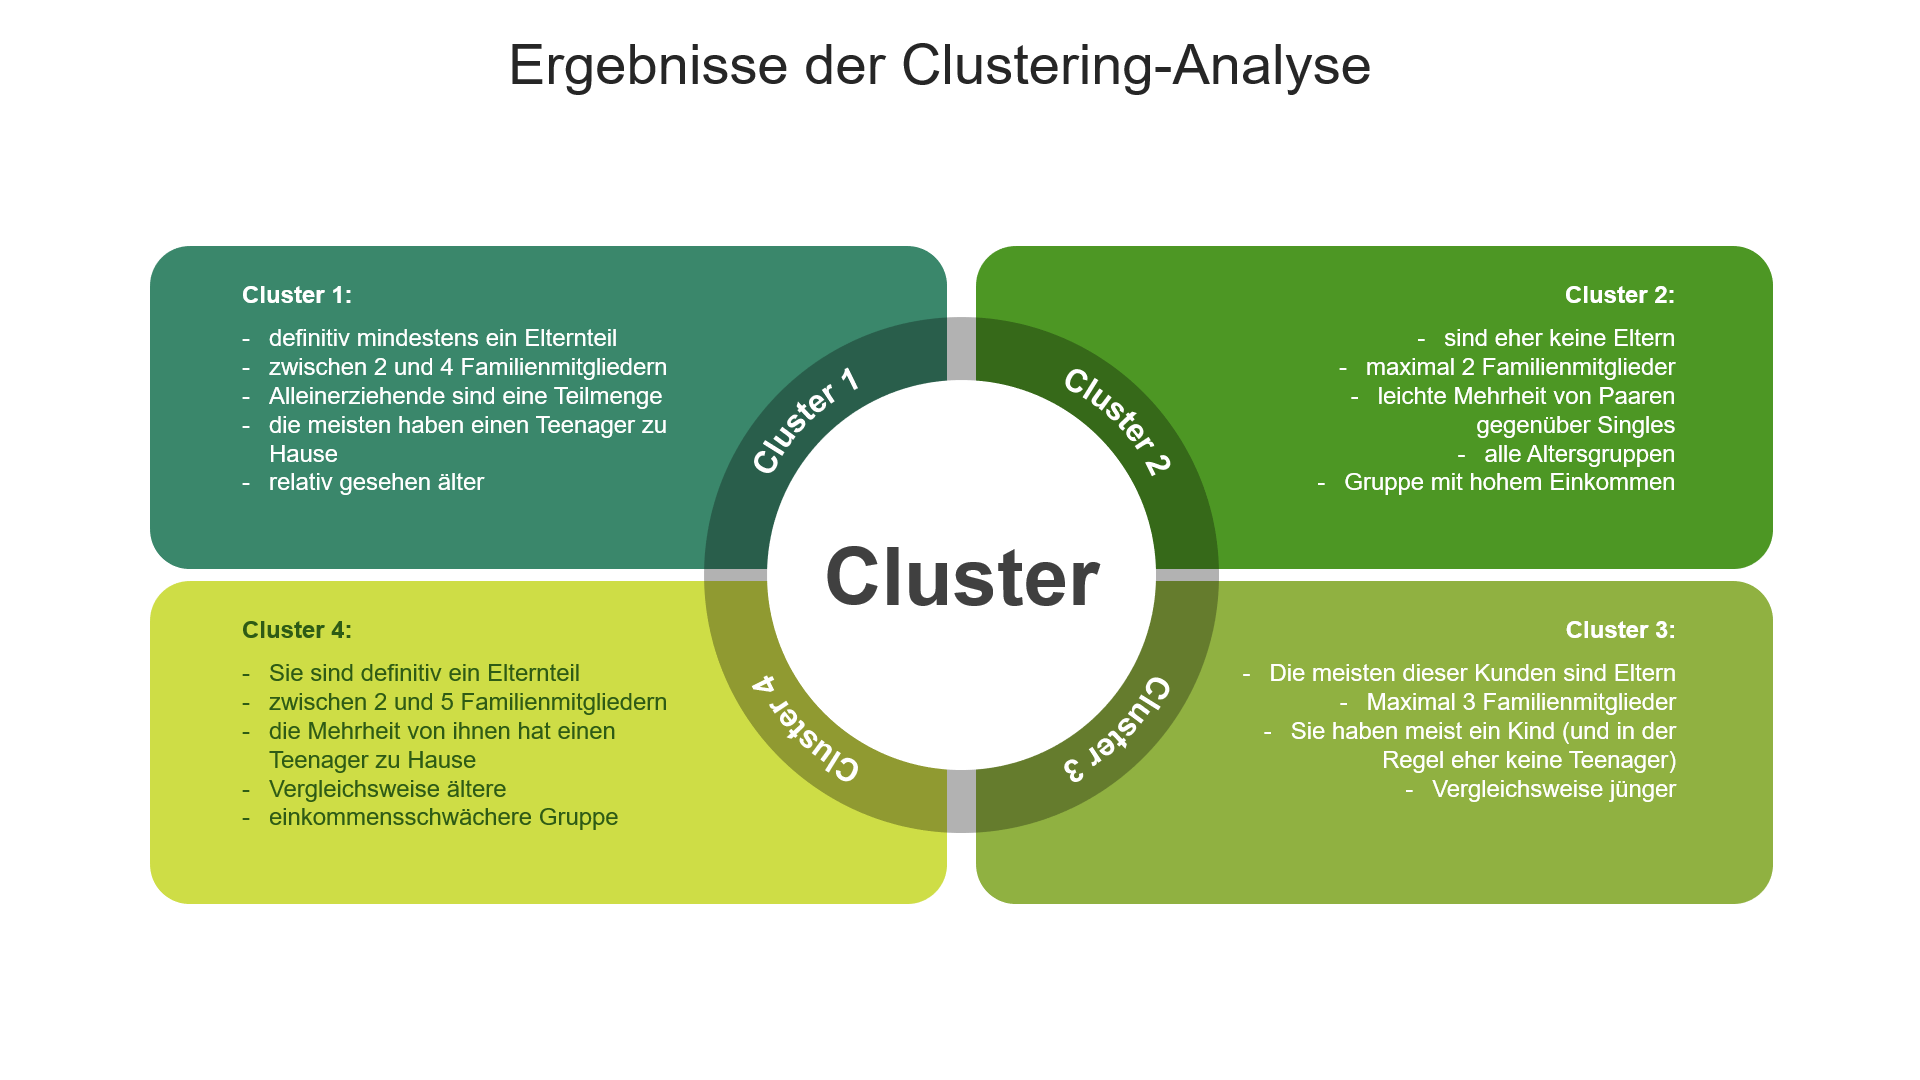 Ergebnisse der Clustering-Analyse
Cluster 1:
- definitiv mindestens ein Elternteil
- zwischen 2 und 4 Familienmitgliedern
- Alleinerziehende sind eine Teilmenge
- die meisten haben einen Teenager zu
Hause
- relativ gesehen älter
Cluster 2:
- sind eher keine Eltern
- maximal 2 Familienmitglieder
- leichte Mehrheit von Paaren
gegenüber Singles
- alle Altersgruppen
- Gruppe mit hohem Einkommen
Cluster 1
Cluster 2
Cluster
Cluster 4
Cluster 3
Cluster 4:
- Sie sind definitiv ein Elternteil
- zwischen 2 und 5 Familienmitgliedern
- die Mehrheit von ihnen hat einen
Teenager zu Hause
- Vergleichsweise ältere
- einkommensschwächere Gruppe
Cluster 3:
- Die meisten dieser Kunden sind Eltern
- Maximal 3 Familienmitglieder
- Sie haben meist ein Kind (und in der
Regel eher keine Teenager)
- Vergleichsweise jünger